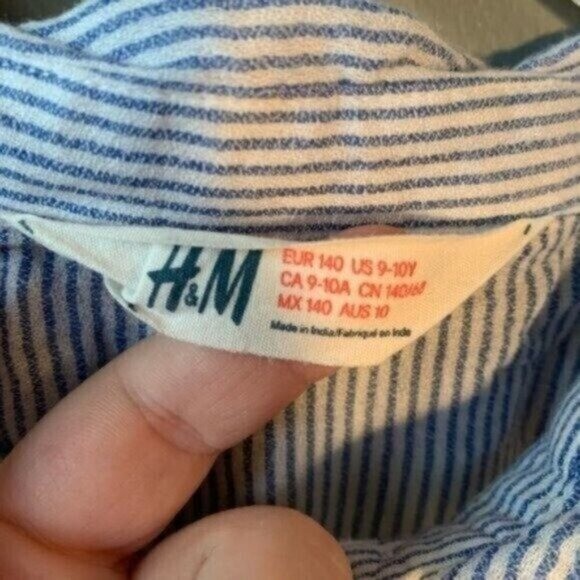 H&M
EUR 140 US 9-10Y
CA 9-10A CN 140/68
MX 140 AUS 10
Made in India/Fabriqué en Inde